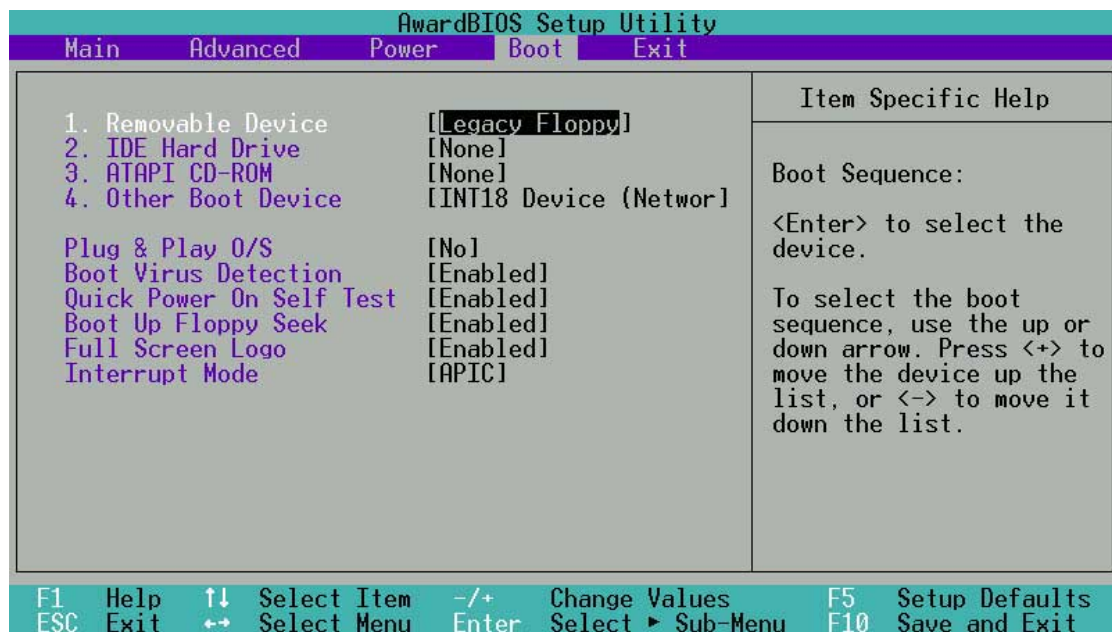 AwardBIOS Setup Utility
Main Advanced Power Boot Exit
1. Removable Device [Legacy Floppy]
2. IDE Hard Drive [None]
3. ATAPI CD-ROM [None]
4. Other Boot Device [INT18 Device (Networ]
Plug & Play O/S [No]
Boot Virus Detection [Enabled]
Quick Power On Self Test [Enabled]
Boot Up Floppy Seek [Enabled]
Full Screen Logo [Enabled]
Interrupt Mode [APIC]
Item Specific Help
Boot Sequence:
<Enter> to select the
device.
To select the boot
sequence, use the up or
down arrow. Press <+> to
move the device up the
list, or <-> to move it
down the list.
F1 Help ↑↓ Select Item -/+ Change Values F5 Setup Defaults
ESC Exit ←→ Select Menu Enter Select ► Sub-Menu F10 Save and Exit